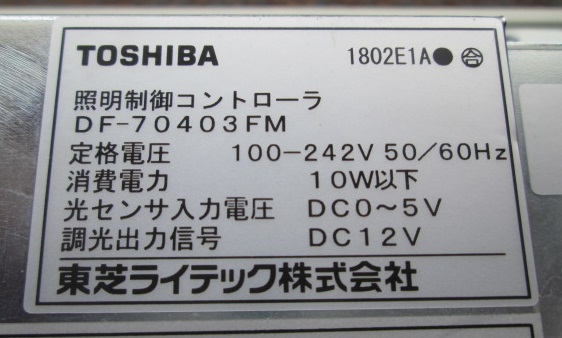 TOSHIBA 1802E1A● 合
照明制御コントローラ
DF-70403FM
定格電圧 100-242V 50/60Hz
消費電力 10W以下
光センサ入力電圧 DC0~5V
調光出力信号 DC12V
東芝ライテック株式会社